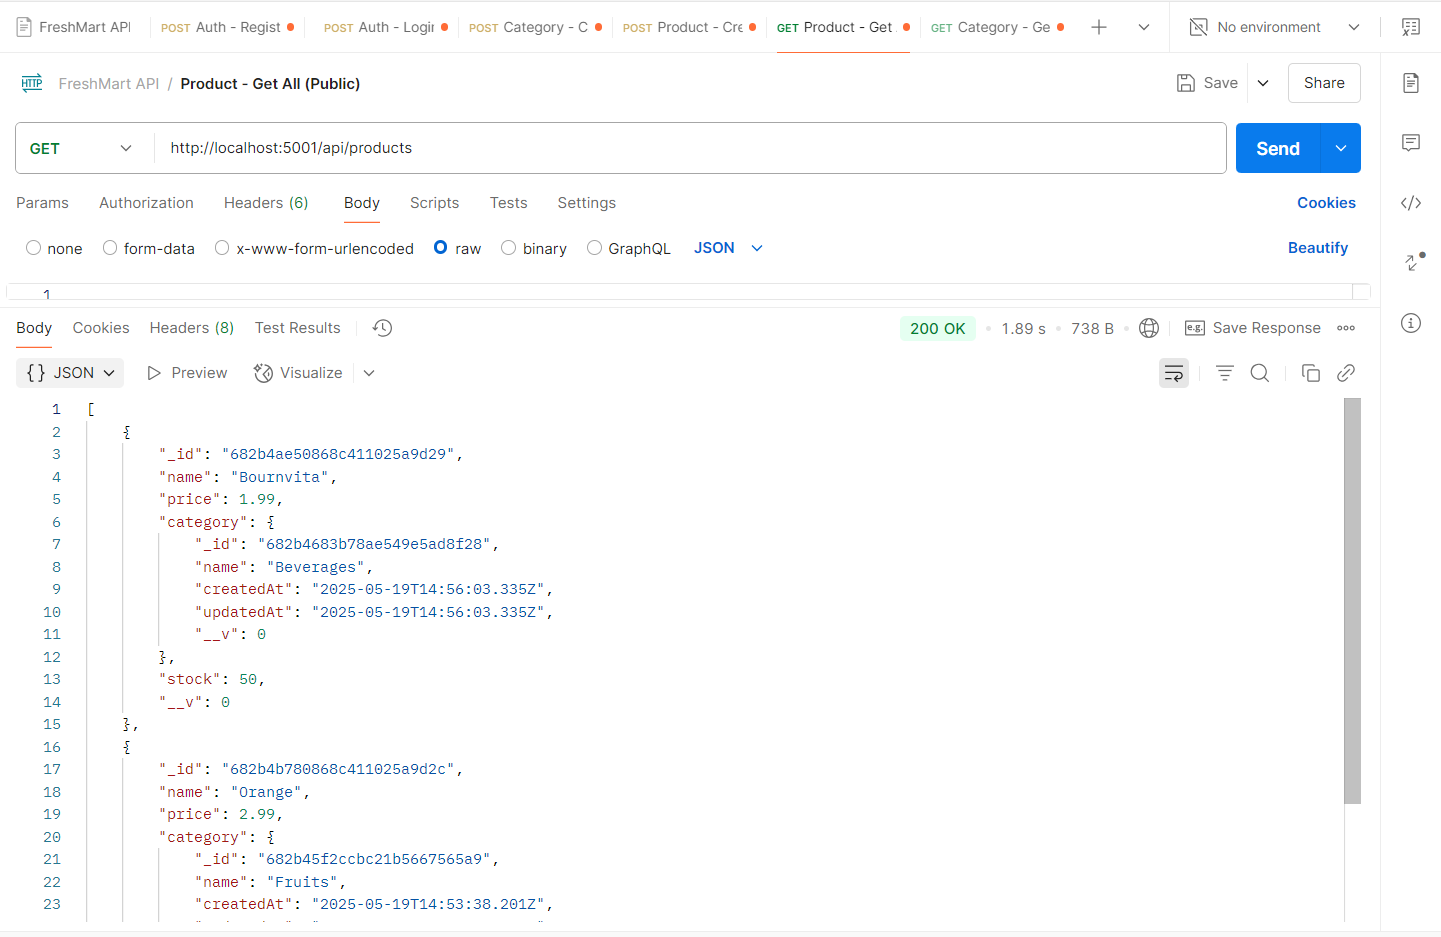 FreshMart API POST Auth - Regist POST Auth - Login POST Category - C POST Product - Cre GET Product - Get GET Category - Ge No environment
HTTP FreshMart API / Product - Get All (Public) Save Share
GET http://localhost:5001/api/products Send
Params Authorization Headers (6) Body Scripts Tests Settings Cookies
none form-data x-www-form-urlencoded raw binary GraphQL JSON Beautify
1
Body Cookies Headers (8) Test Results 200 OK 1.89 s 738 B e.g. Save Response
{} JSON Preview Visualize
1 [
2 {
3 "_id": "682b4ae50868c411025a9d29",
4 "name": "Bournvita",
5 "price": 1.99,
6 "category": {
7 "_id": "682b4683b78ae549e5ad8f28",
8 "name": "Beverages",
9 "createdAt": "2025-05-19T14:56:03.335Z",
10 "updatedAt": "2025-05-19T14:56:03.335Z",
11 "__v": 0
12 },
13 "stock": 50,
14 "__v": 0
15 },
16 {
17 "_id": "682b4b780868c411025a9d2c",
18 "name": "Orange",
19 "price": 2.99,
20 "category": {
21 "_id": "682b45f2ccbc21b5667565a9",
22 "name": "Fruits",
23 "createdAt": "2025-05-19T14:53:38.201Z",